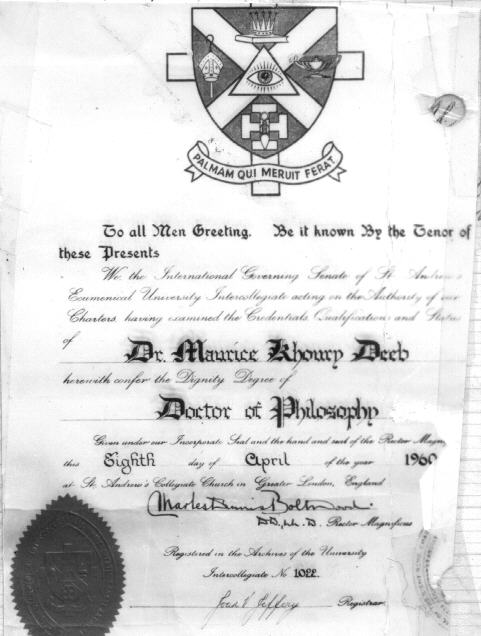 PALMAM QUI MERUIT FERAT
To all Men Greeting. Be it known By the Tenor of
these Presents
We, the International Governing Senate of St. Andrew's
Ecumenical University Intercollegiate acting on the Authority of our
Charters, having examined the Credentials, Qualifications and Status
of
Dr. Maurice Khoury Deeb
herewith confer the Dignity Degree of
Doctor of Philosophy
Given under our Incorporate Seal and the hand and seal of the Rector Magn,
this Eighth day of April of the year 1960
at St. Andrew's Collegiate Church in Greater London, England
Charles Dennis Boltwood.
D.D., Ph. D. Rector Magnificus
Registered in the Archives of the University
Intercollegiate No 1022.
Registrar